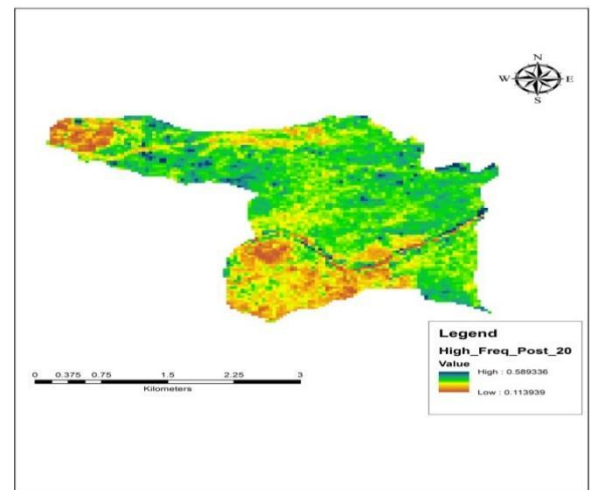 N
W E
S
Legend
High_Freq_Post_20
Value
High : 0.589336
Low : 0.113939
0 0.375 0.75 1.5 2.25 3
Kilometers